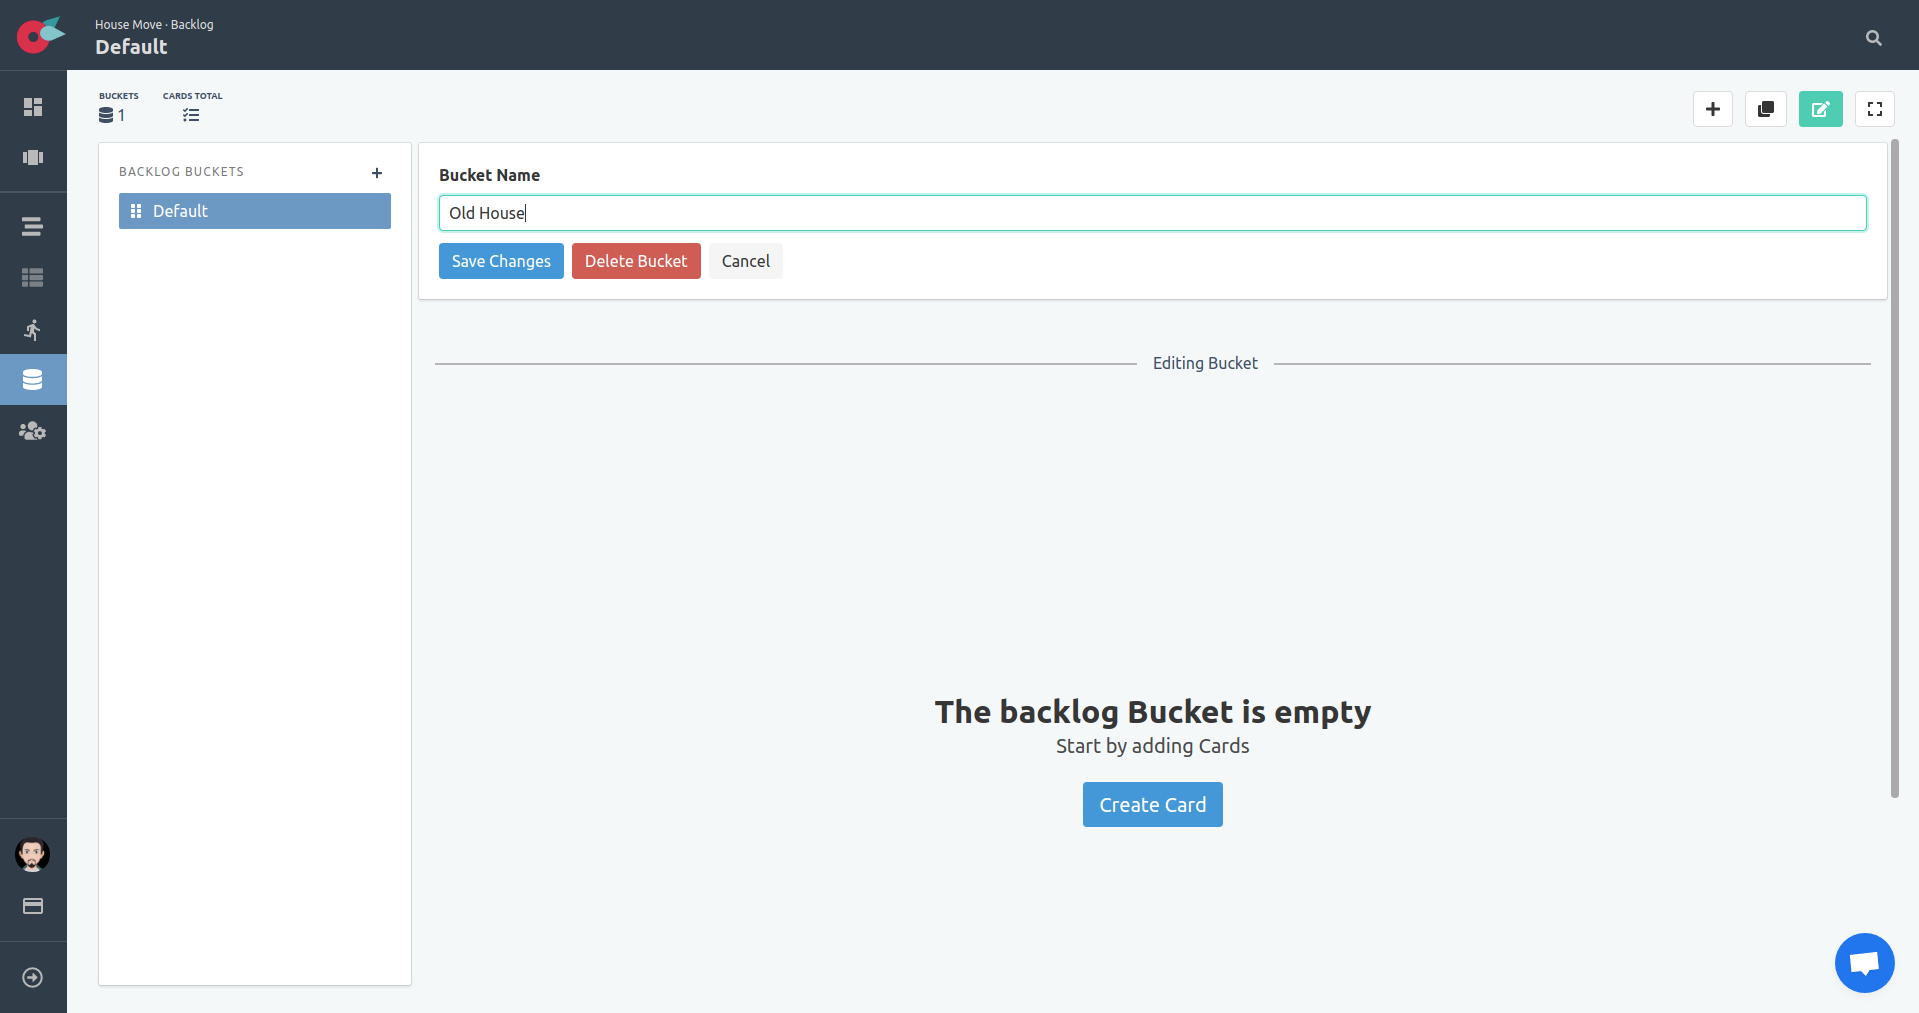 House Move · Backlog
Default
BUCKETS
1
CARDS TOTAL
BACKLOG BUCKETS
Default
Bucket Name
Old House
Save Changes
Delete Bucket
Cancel
Editing Bucket
The backlog Bucket is empty
Start by adding Cards
Create Card